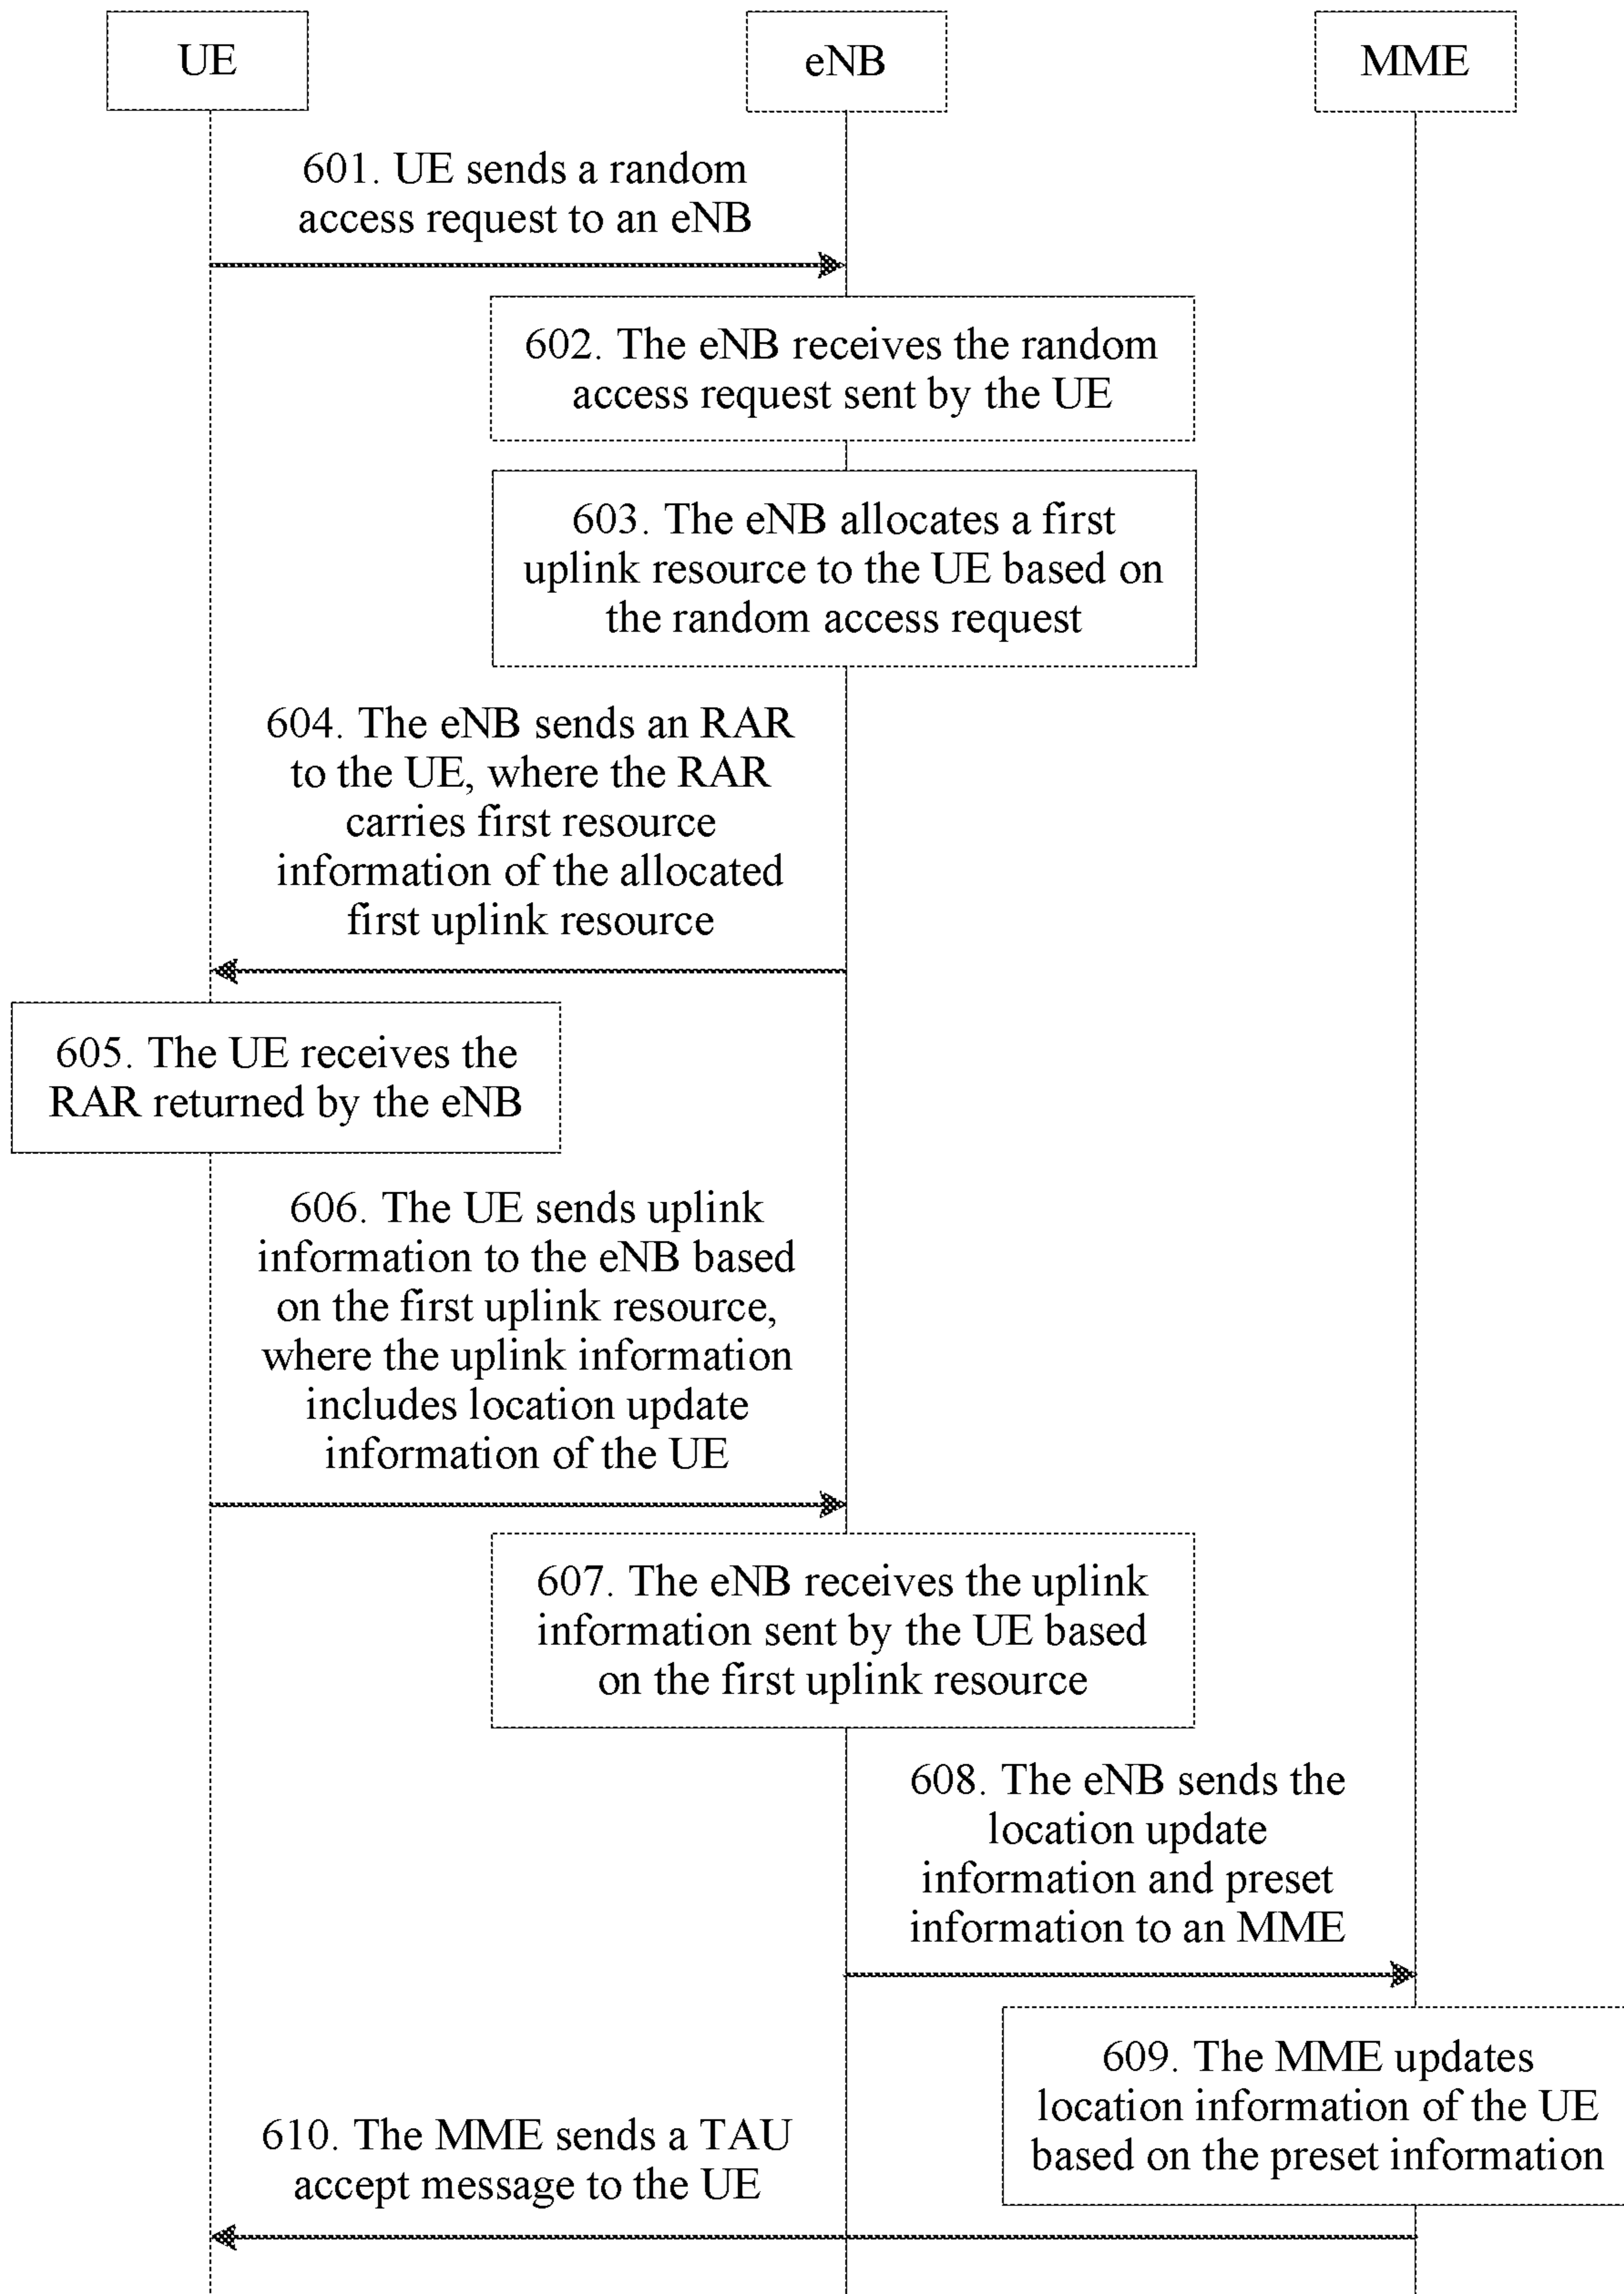 UE
eNB
MME
601. UE sends a random
access request to an eNB
602. The eNB receives the random
access request sent by the UE
603. The eNB allocates a first
uplink resource to the UE based on
the random access request
604. The eNB sends an RAR
to the UE, where the RAR
carries first resource
information of the allocated
first uplink resource
605. The UE receives the
RAR returned by the eNB
606. The UE sends uplink
information to the eNB based
on the first uplink resource,
where the uplink information
includes location update
information of the UE
607. The eNB receives the uplink
information sent by the UE based
on the first uplink resource
608. The eNB sends the
location update
information and preset
information to an MME
609. The MME updates
location information of the UE
based on the preset information
610. The MME sends a TAU
accept message to the UE